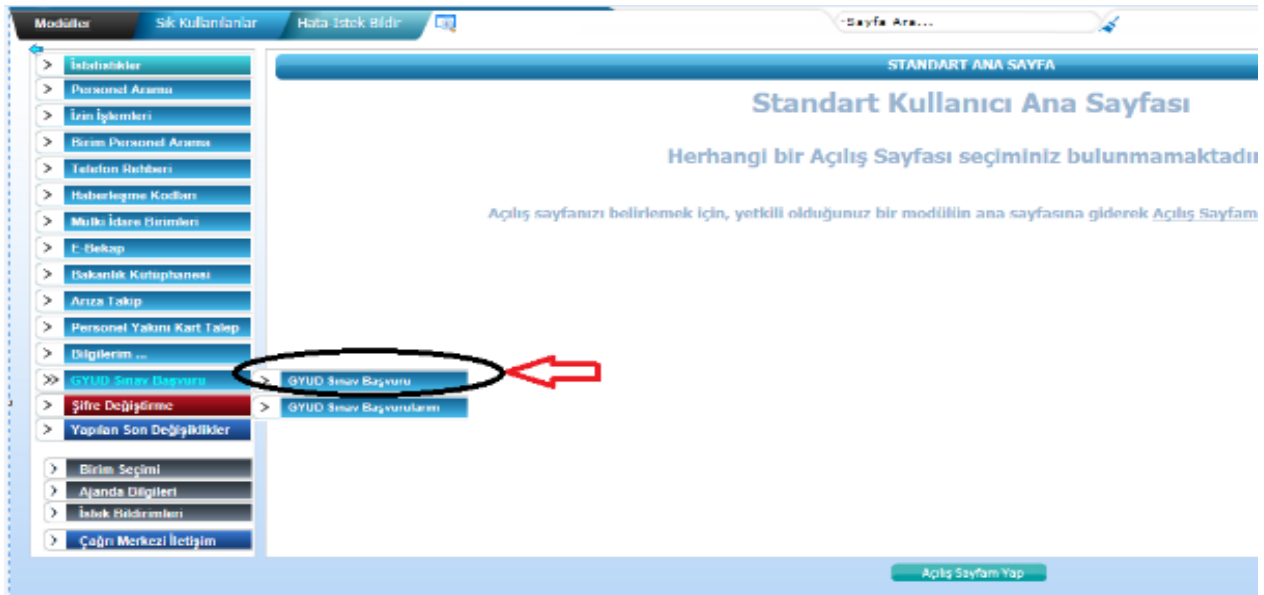 Modüller
Sık Kullanılanlar
Hata-İstek Bildir
-Sayfa Ara...
İstatistikler
Personel Arama
İzin İşlemleri
Birim Personel Arama
Telefon Rehberi
Haberleşme Kodları
Mulki İdare Birimleri
E-Bekap
Bakanlık Kütüphanesi
Arıza Takip
Personel Yakını Kart Talep
Bilgilerim ...
GYUD Sınav Başvuru
Şifre Değiştirme
Yapılan Son Değişiklikler
Birim Seçimi
Ajanda Bilgileri
İstek Bildirimleri
Çağrı Merkezi İletişim
GYUD Sınav Başvuru
GYUD Sınav Başvurularım
STANDART ANA SAYFA
Standart Kullanıcı Ana Sayfası
Herhangi bir Açılış Sayfası seçiminiz bulunmamaktadır
Açılış sayfanızı belirlemek için, yetkili olduğunuz bir modülün ana sayfasına giderek Açılış Sayfam
Açılış Sayfam Yap